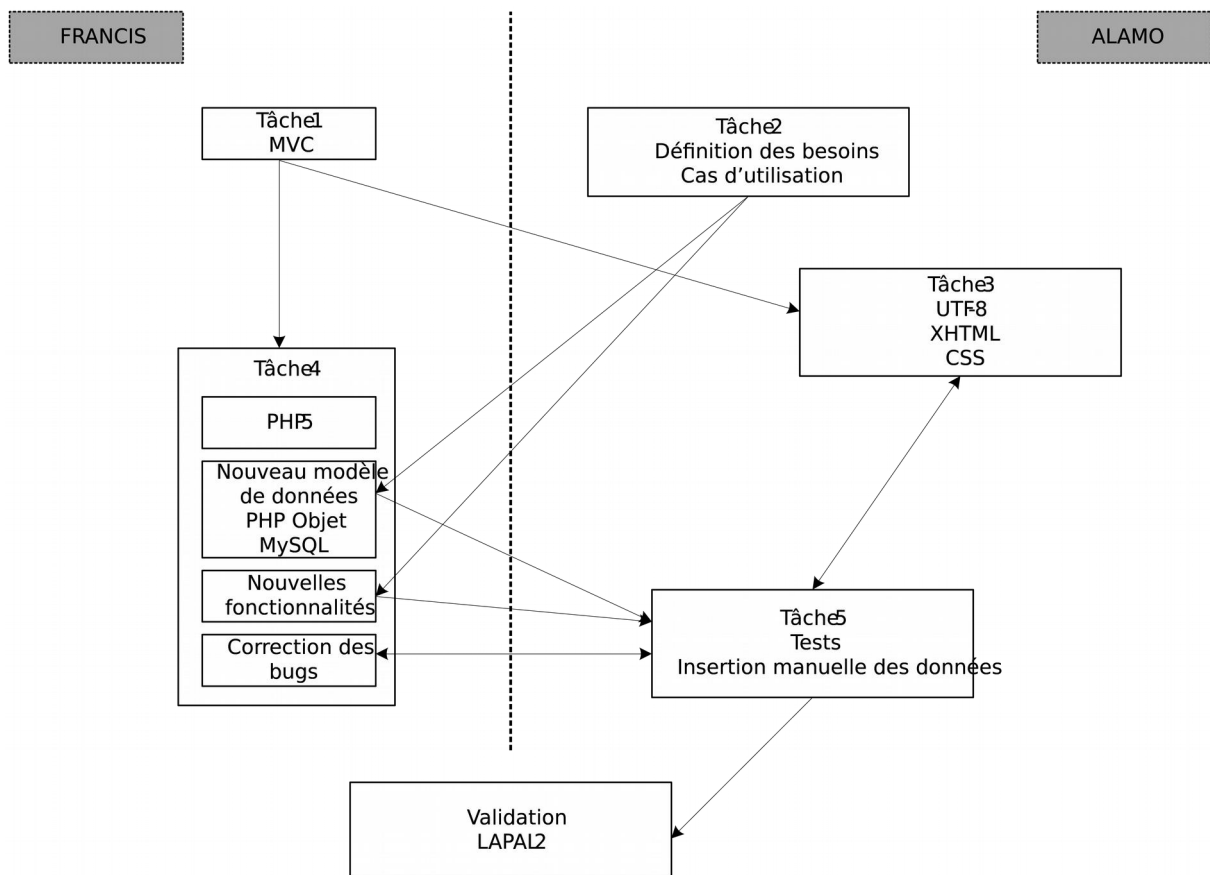 FRANCIS
ALAMO
Tâche1
MVC
Tâche2
Définition des besoins
Cas d’utilisation
Tâche3
UTF-8
XHTML
CSS
Tâche4
PHP5
Nouveau modèle
de données
PHP Objet
MySQL
Nouvelles
fonctionnalités
Correction des
bugs
Tâche5
Tests
Insertion manuelle des données
Validation
LAPAL2